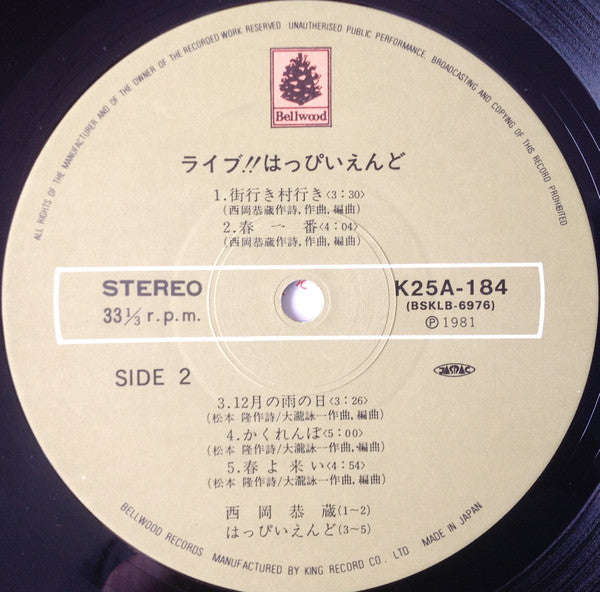 ALL RIGHTS OF THE MANUFACTURER AND OF THE OWNER OF THE RECORDED WORK RESERVED. UNAUTHORISED PUBLIC PERFORMANCE, BROADCASTING AND COPYING OF THIS RECORD PROHIBITED
Bellwood
ライブ!!はっぴいえんど
1.街行き村行き<3:30>
(西岡恭蔵作詩,作曲,編曲)
2.春一番<4:04>
(西岡恭蔵作詩,作曲,編曲)
STEREO
33⅓ r.p.m.
K25A-184
(BSKLB-6976)
Ⓟ 1981
SIDE 2
JASRAC
3.12月の雨の日<3:26>
(松本 隆作詩/大瀧詠一作曲,編曲)
4.かくれんぼ<5:00>
(松本 隆作詩/大瀧詠一作曲,編曲)
5.春よ来い<4:54>
(松本 隆作詩/大瀧詠一作曲,編曲)
西岡恭蔵(1~2)
はっぴいえんど(3~5)
BELLWOOD RECORDS. MANUFACTURED BY KING RECORD CO., LTD. MADE IN JAPAN